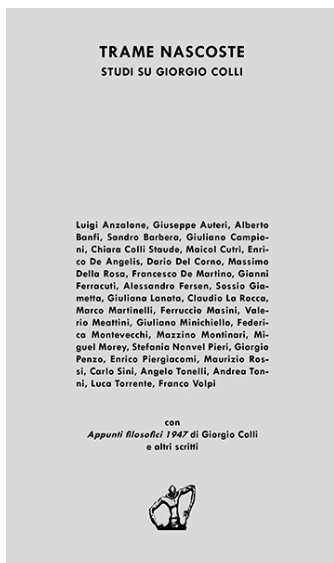 TRAME NASCOSTE
STUDI SU GIORGIO COLLI
Luigi Anzalone, Giuseppe Auteri, Alberto
Banfi, Sandro Barbera, Giuliano Campio-
ni, Chiara Colli Staude, Maicol Cutrì, Enri-
co De Angelis, Dario Del Corno, Massimo
Della Rosa, Francesco De Martino, Gianni
Ferracuti, Alessandro Fersen, Sossio Gia-
metta, Giuliana Lanata, Claudio La Rocca,
Marco Martinelli, Ferruccio Masini, Vale-
rio Meattini, Giuliano Minichiello, Federi-
ca Montevecchi, Mazzino Montinari, Mi-
guel Morey, Stefania Nonvel Pieri, Giorgio
Penzo, Enrico Piergiacomi, Maurizio Ros-
si, Carlo Sini, Angelo Tonelli, Andrea Ton-
ni, Luca Torrente, Franco Volpi
con
Appunti filosofici 1947 di Giorgio Colli
e altri scritti